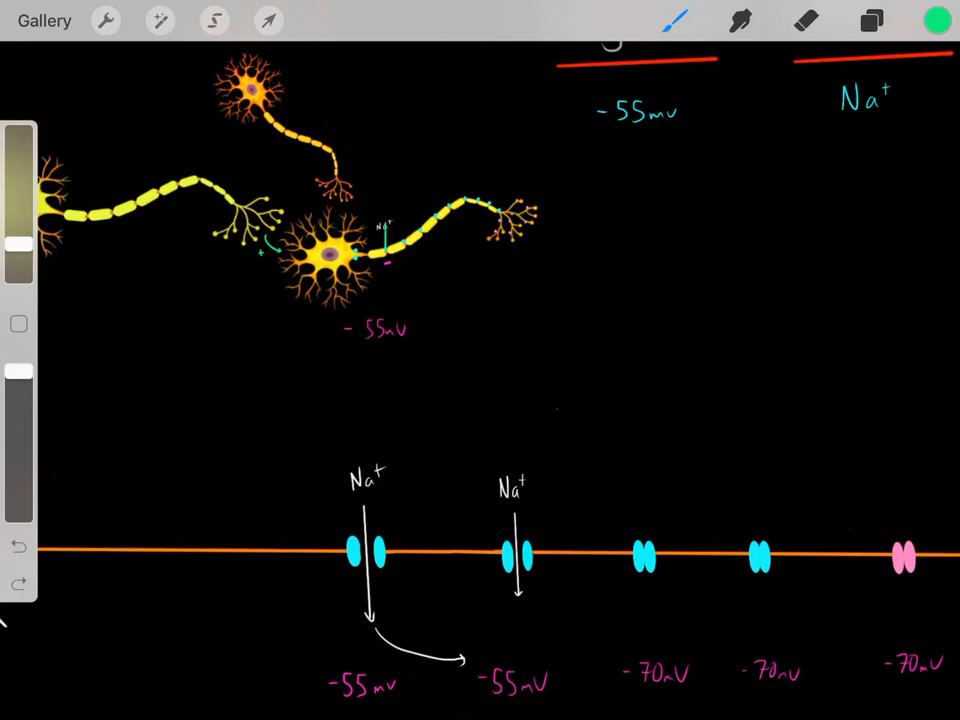 Gallery
-55mv
Na+
Na+
+
- 55mV
Na+
Na+
-55mv
-55mV
-70mV
-70mV
-70mV